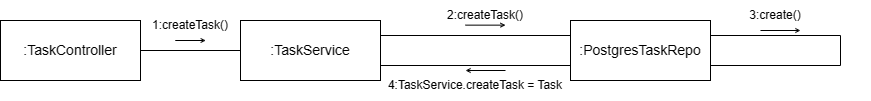 1:createTask()
2:createTask()
3:create()
:TaskController
:TaskService
:PostgresTaskRepo
4:TaskService.createTask = Task